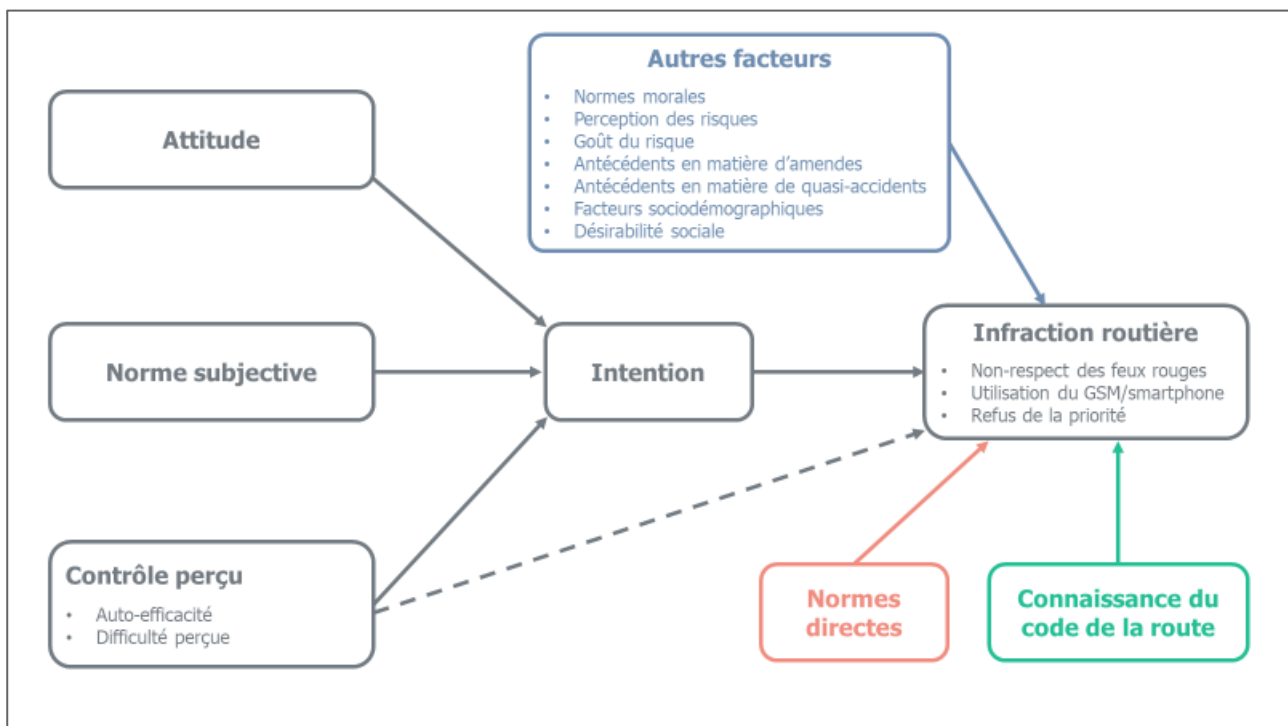 Autres facteurs
• Normes morales
• Perception des risques
• Goût du risque
• Antécédents en matière d'amendes
• Antécédents en matière de quasi-accidents
• Facteurs sociodémographiques
• Désirabilité sociale
Attitude
Norme subjective
Intention
Infraction routière
• Non-respect des feux rouges
• Utilisation du GSM/smartphone
• Refus de la priorité
Contrôle perçu
• Auto-efficacité
• Difficulté perçue
Normes
directes
Connaissance du
code de la route